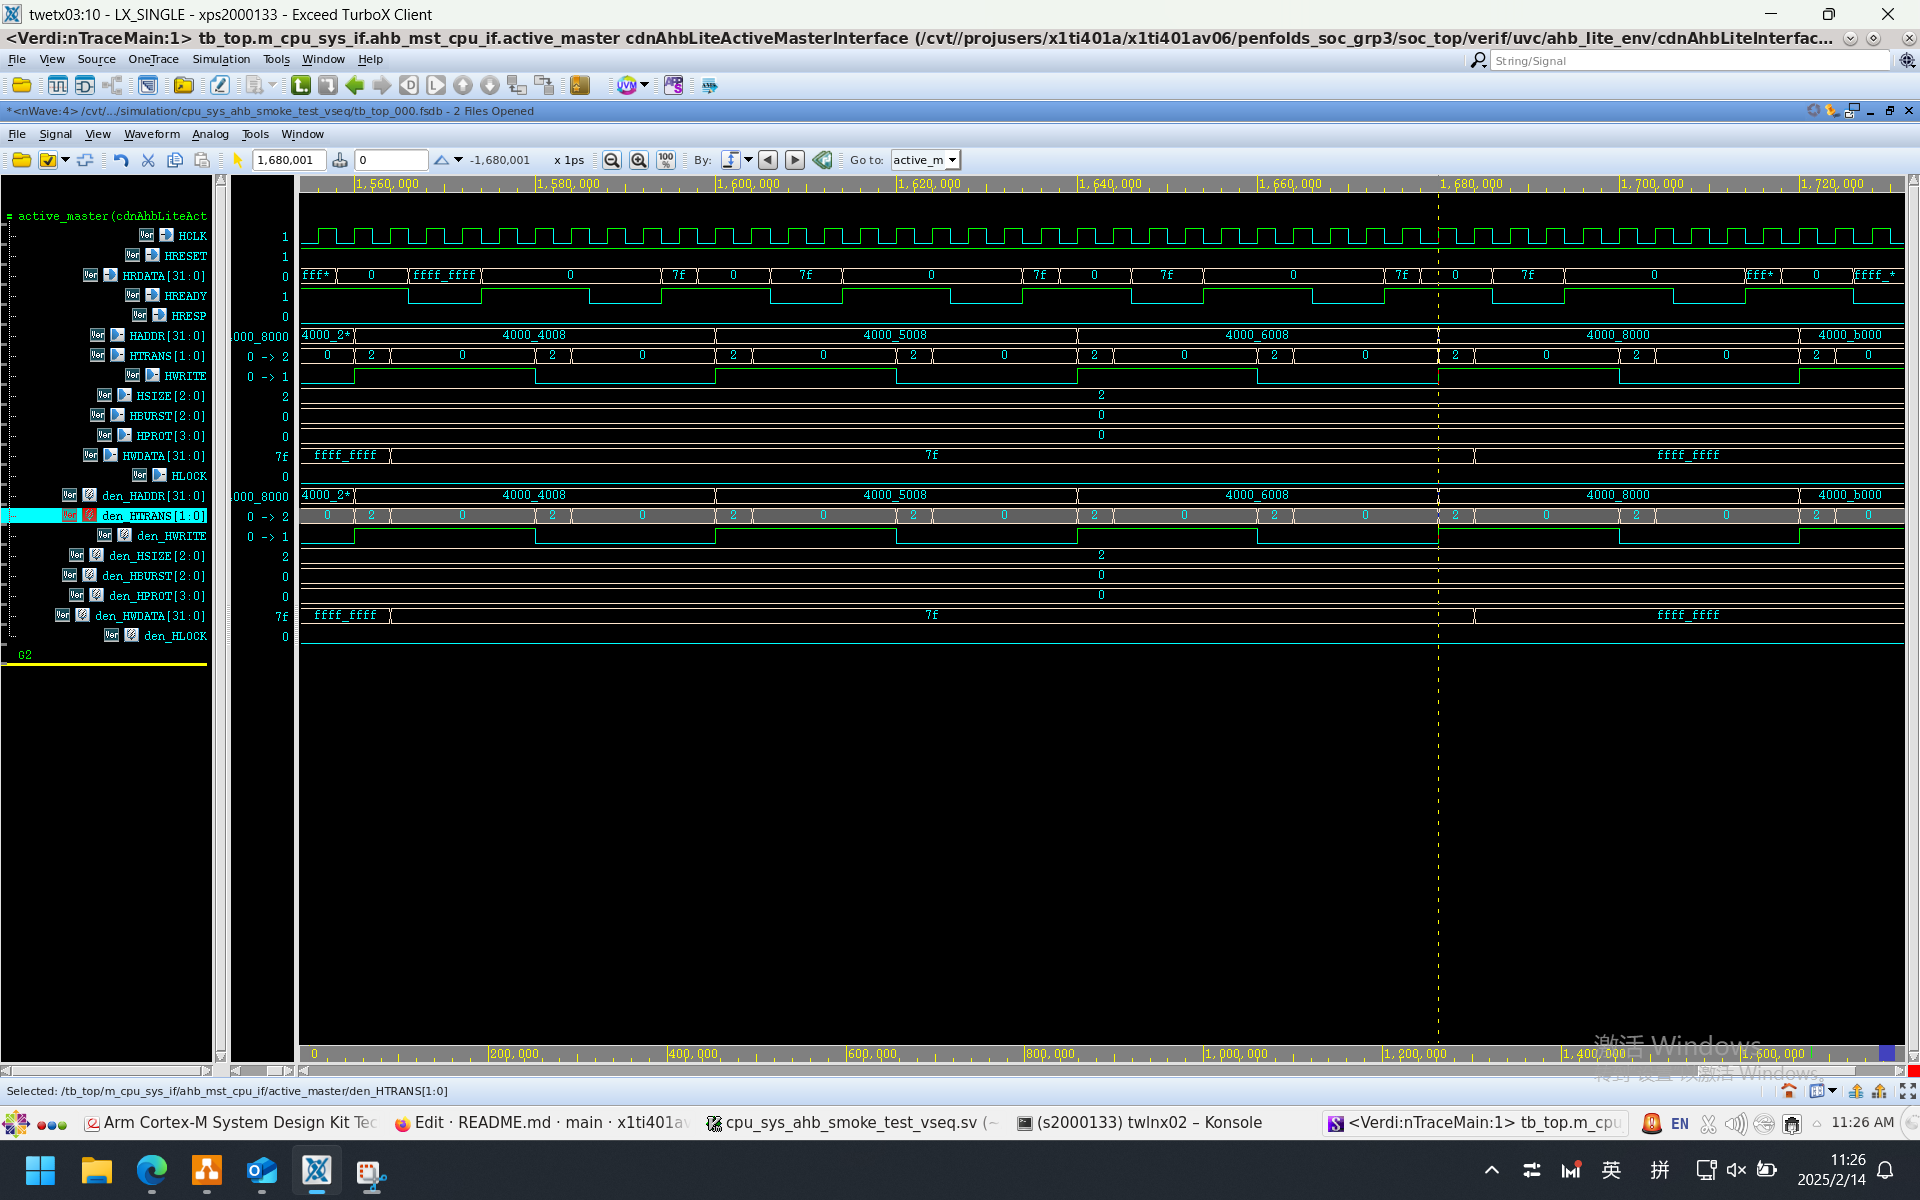 twetx03:10 - LX_SINGLE - xps2000133 - Exceed TurboX Client
<Verdi:nTraceMain:1> tb_top.m_cpu_sys_if.ahb_mst_cpu_if.active_master cdnAhbLiteActiveMasterInterface (/cvt//projusers/x1ti401a/x1ti401av06/penfolds_soc_grp3/soc_top/verif/uvc/ahb_lite_env/cdnAhbLiteInterfac...
File View Source OneTrace Simulation Tools Window Help
String/Signal
*<nWave:4> /cvt/.../simulation/cpu_sys_ahb_smoke_test_vseq/tb_top_000.fsdb - 2 Files Opened
File Signal View Waveform Analog Tools Window
1,680,001 0 -1,680,001 x 1ps 100% By: Go to: active_m
1,560,000 1,580,000 1,600,000 1,620,000 1,640,000 1,660,000 1,680,000 1,700,000 1,720,000
= active_master(cdnAhbLiteAct
HCLK 1
HRESET 1
HRDATA[31:0] 0 fff* 0 ffff_ffff 0 7f 0 7f 0 7f 0 7f 0 7f 0 7f 0 fff* 0 ffff_*
HREADY 1
HRESP 0
HADDR[31:0] :000_8000 4000_2* 4000_4008 4000_5008 4000_6008 4000_8000 4000_b000
HTRANS[1:0] 0 -> 2 0 2 0 2 0 2 0 2 0 2 0 2 0 2 0 2 0 2 0
HWRITE 0 -> 1
HSIZE[2:0] 2 2
HBURST[2:0] 0 0
HPROT[3:0] 0 0
HWDATA[31:0] 7f ffff_ffff 7f ffff_ffff
HLOCK 0
den_HADDR[31:0] :000_8000 4000_2* 4000_4008 4000_5008 4000_6008 4000_8000 4000_b000
den_HTRANS[1:0] 0 -> 2 0 2 0 2 0 2 0 2 0 2 0 2 0 2 0 2 0 2 0
den_HWRITE 0 -> 1
den_HSIZE[2:0] 2 2
den_HBURST[2:0] 0 0
den_HPROT[3:0] 0 0
den_HWDATA[31:0] 7f ffff_ffff 7f ffff_ffff
den_HLOCK 0
G2
激活 Windows
0 200,000 400,000 600,000 800,000 1,000,000 1,200,000 1,400,000 1,600,000
转到"设置"以激活 Windows。
Selected: /tb_top/m_cpu_sys_if/ahb_mst_cpu_if/active_master/den_HTRANS[1:0]
Arm Cortex-M System Design Kit Tec
Edit · README.md · main · x1ti401av
cpu_sys_ahb_smoke_test_vseq.sv (~
(s2000133) twlnx02 – Konsole
<Verdi:nTraceMain:1> tb_top.m_cpu
EN
11:26 AM
英
拼
11:26
2025/2/14